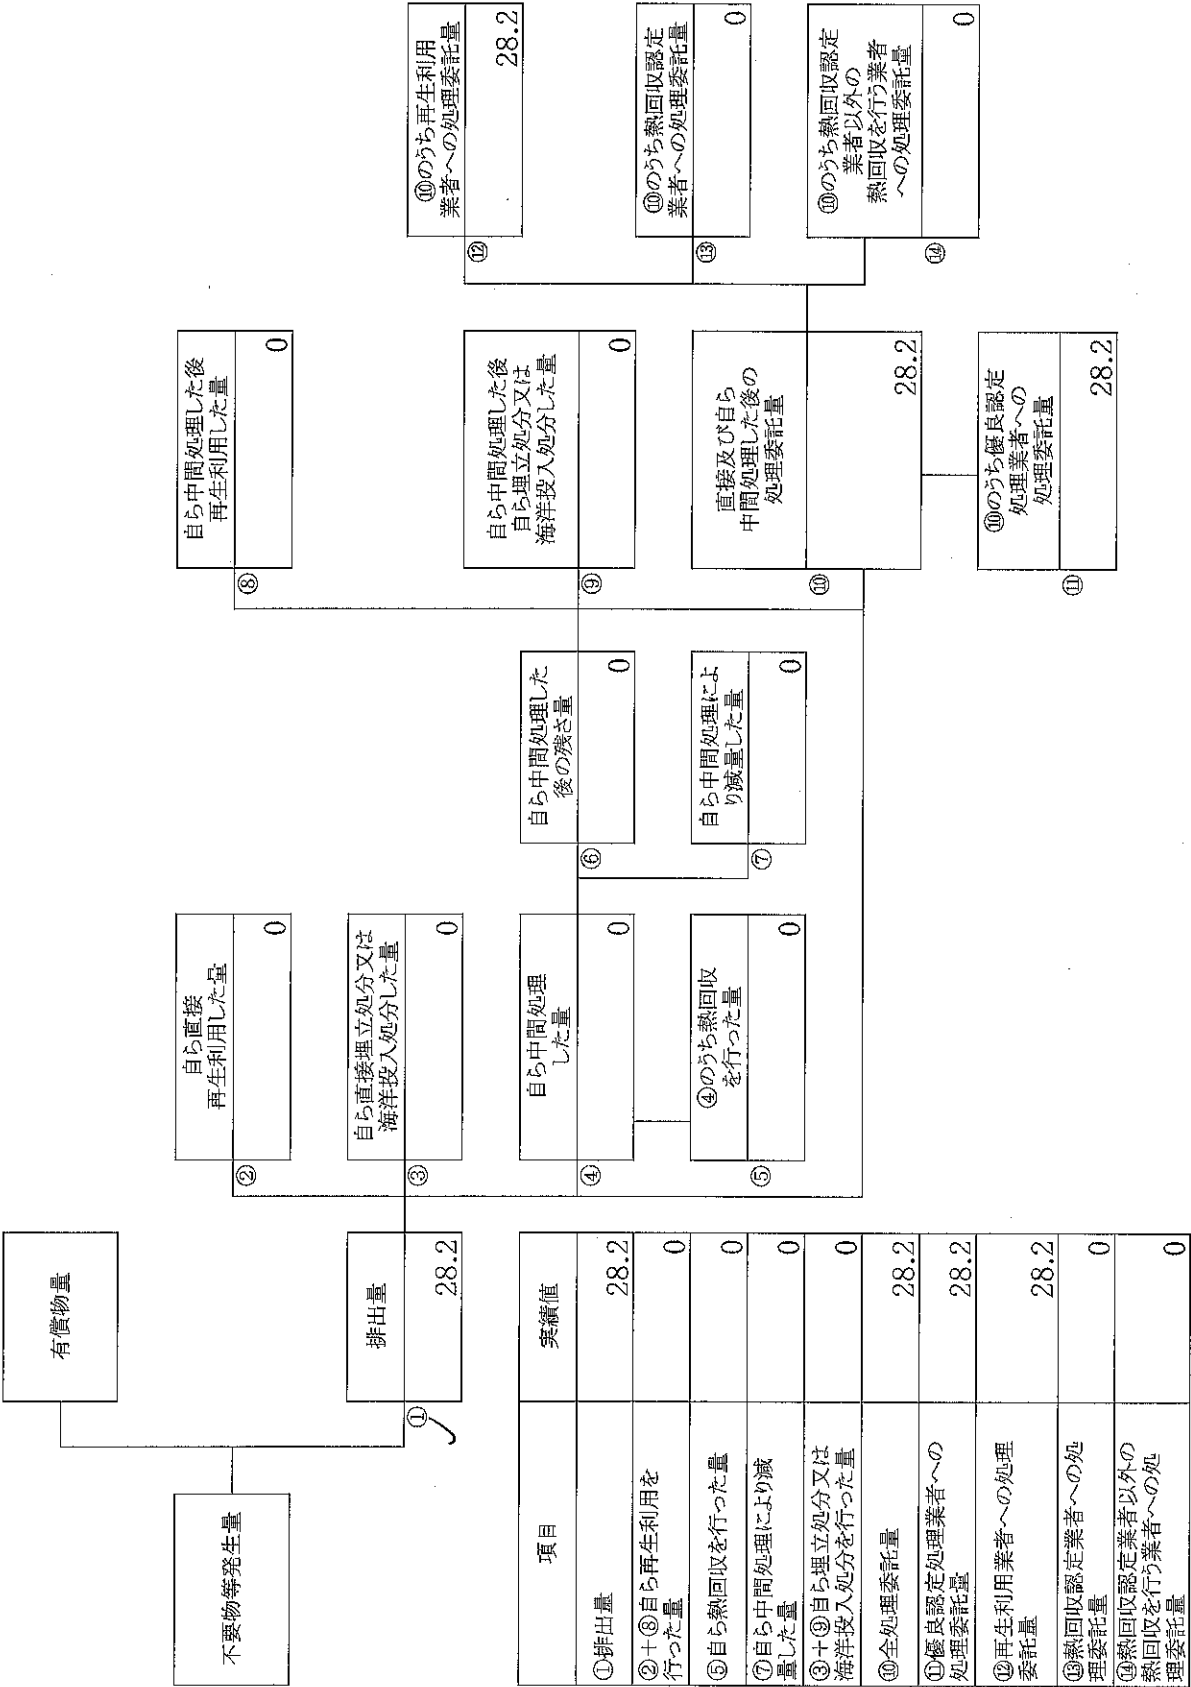 不要物等発生量
有償物量
①
排出量
28.2
②
自ら直接
再生利用した量
0
③
自ら直接埋立処分又は
海洋投入処分した量
0
④
自ら中間処理
した量
0
⑤
④のうち熱回収
を行った量
0
⑥
自ら中間処理した
後の残さ量
0
⑦
自ら中間処理によ
り減量した量
0
⑧
自ら中間処理した後
再生利用した量
0
⑨
自ら中間処理した後
自ら埋立処分又は
海洋投入処分した量
0
⑩
直接及び自ら
中間処理した後の
処理委託量
28.2
⑪
⑩のうち優良認定
処理業者への
処理委託量
28.2
⑫
⑩のうち再生利用
業者への処理委託量
28.2
⑬
⑩のうち熱回収認定
業者への処理委託量
0
⑭
⑩のうち熱回収認定
業者以外の
熱回収を行う業者
への処理委託量
0
項目 実績値
①排出量 28.2
②+⑧自ら再生利用を
行った量 0
⑤自ら熱回収を行った量 0
⑦自ら中間処理により減
量した量 0
③+⑨自ら埋立処分又は
海洋投入処分を行った量 0
⑩全処理委託量 28.2
⑪優良認定処理業者への
処理委託量 28.2
⑫再生利用業者への処理
委託量 28.2
⑬熱回収認定業者への処
理委託量 0
⑭熱回収認定業者以外の
熱回収を行う業者への処
理委託量 0